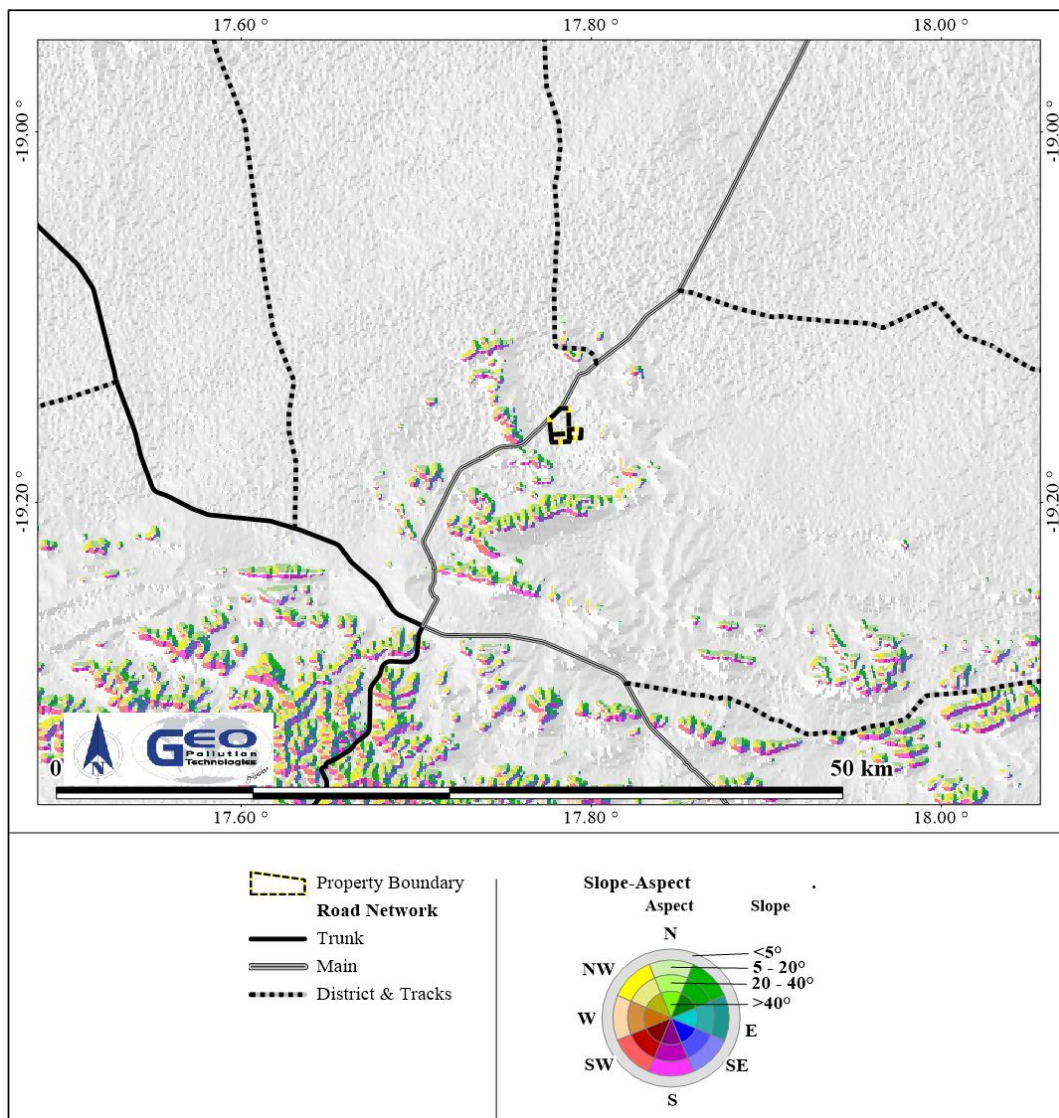 17.60 ° 17.80 ° 18.00 °
-19.00 ° -19.00 °
-19.20 ° -19.20 °
GEO
Pollution
Technologies
N
0 50 km
17.60 ° 17.80 ° 18.00 °
Property Boundary
Road Network
Trunk
Main
District & Tracks
Slope-Aspect
Aspect Slope
N
<5°
NW 5 - 20°
20 - 40°
W >40°
E
SW SE
S